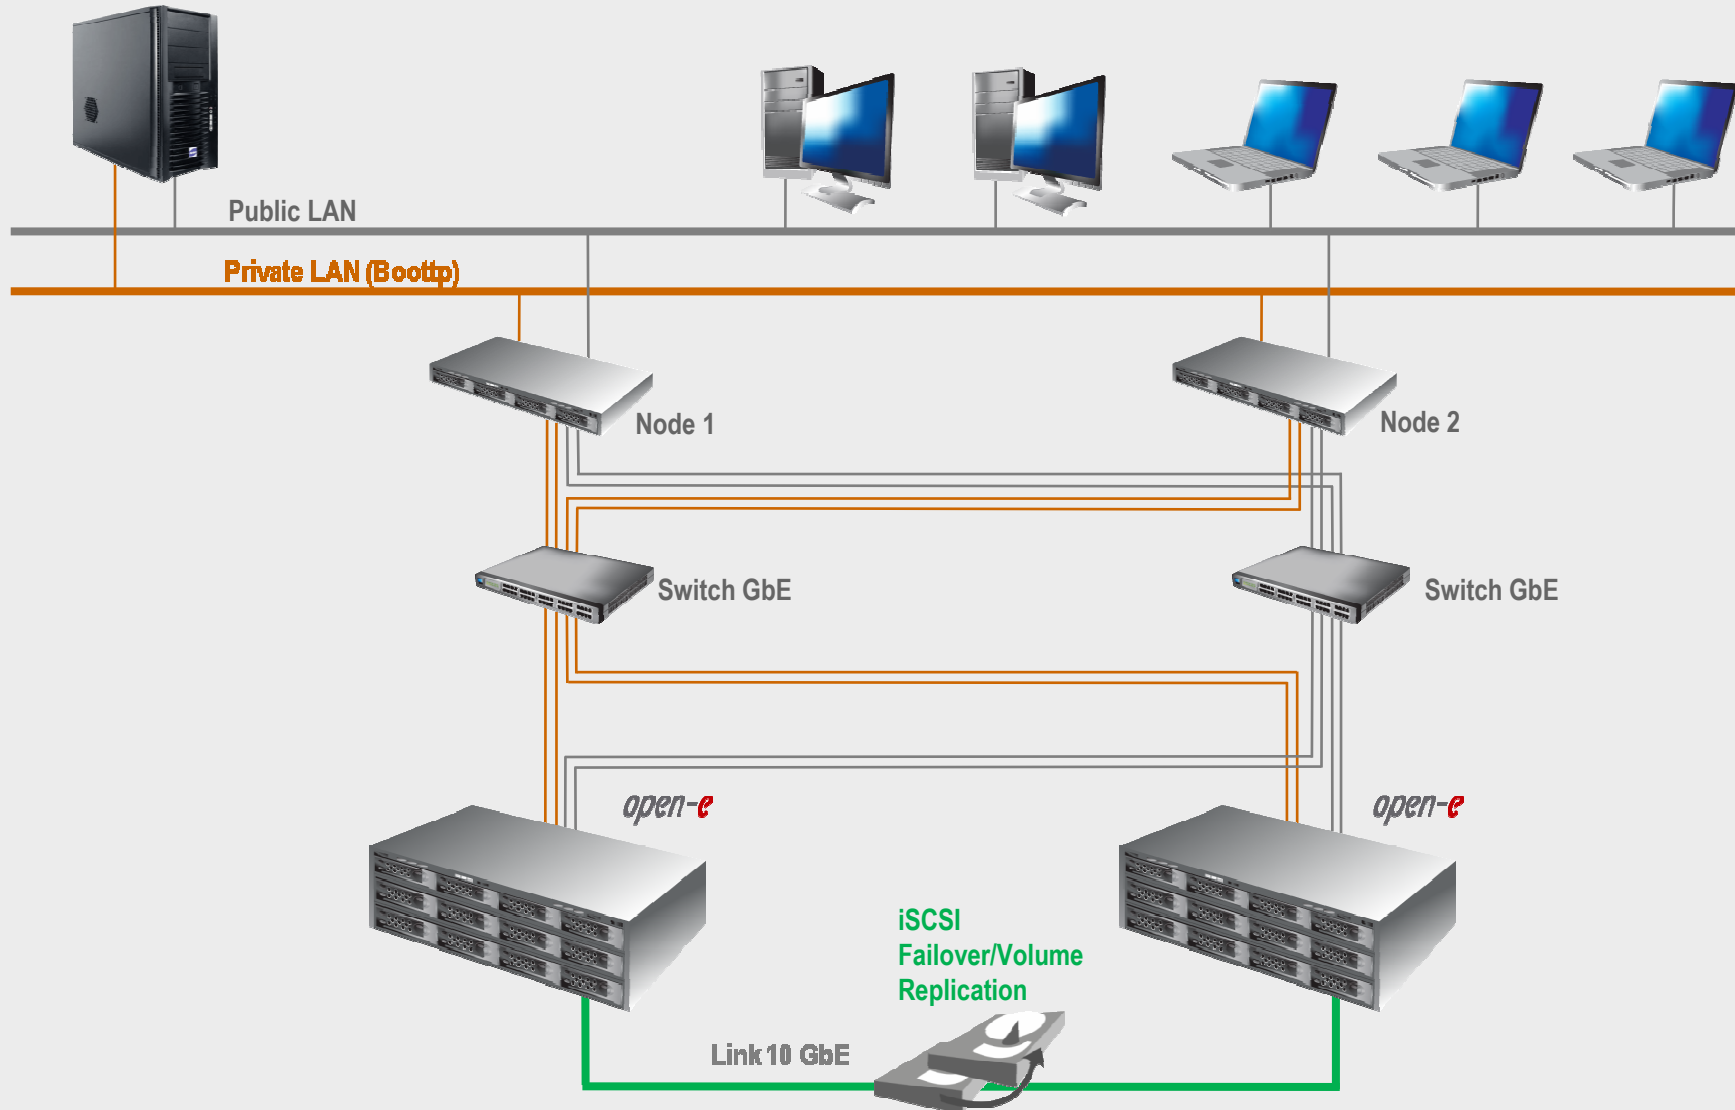 Public LAN
Private LAN (Boottp)
Node 1
Node 2
Switch GbE
Switch GbE
open-e
open-e
iSCSI
Failover/Volume
Replication
Link 10 GbE